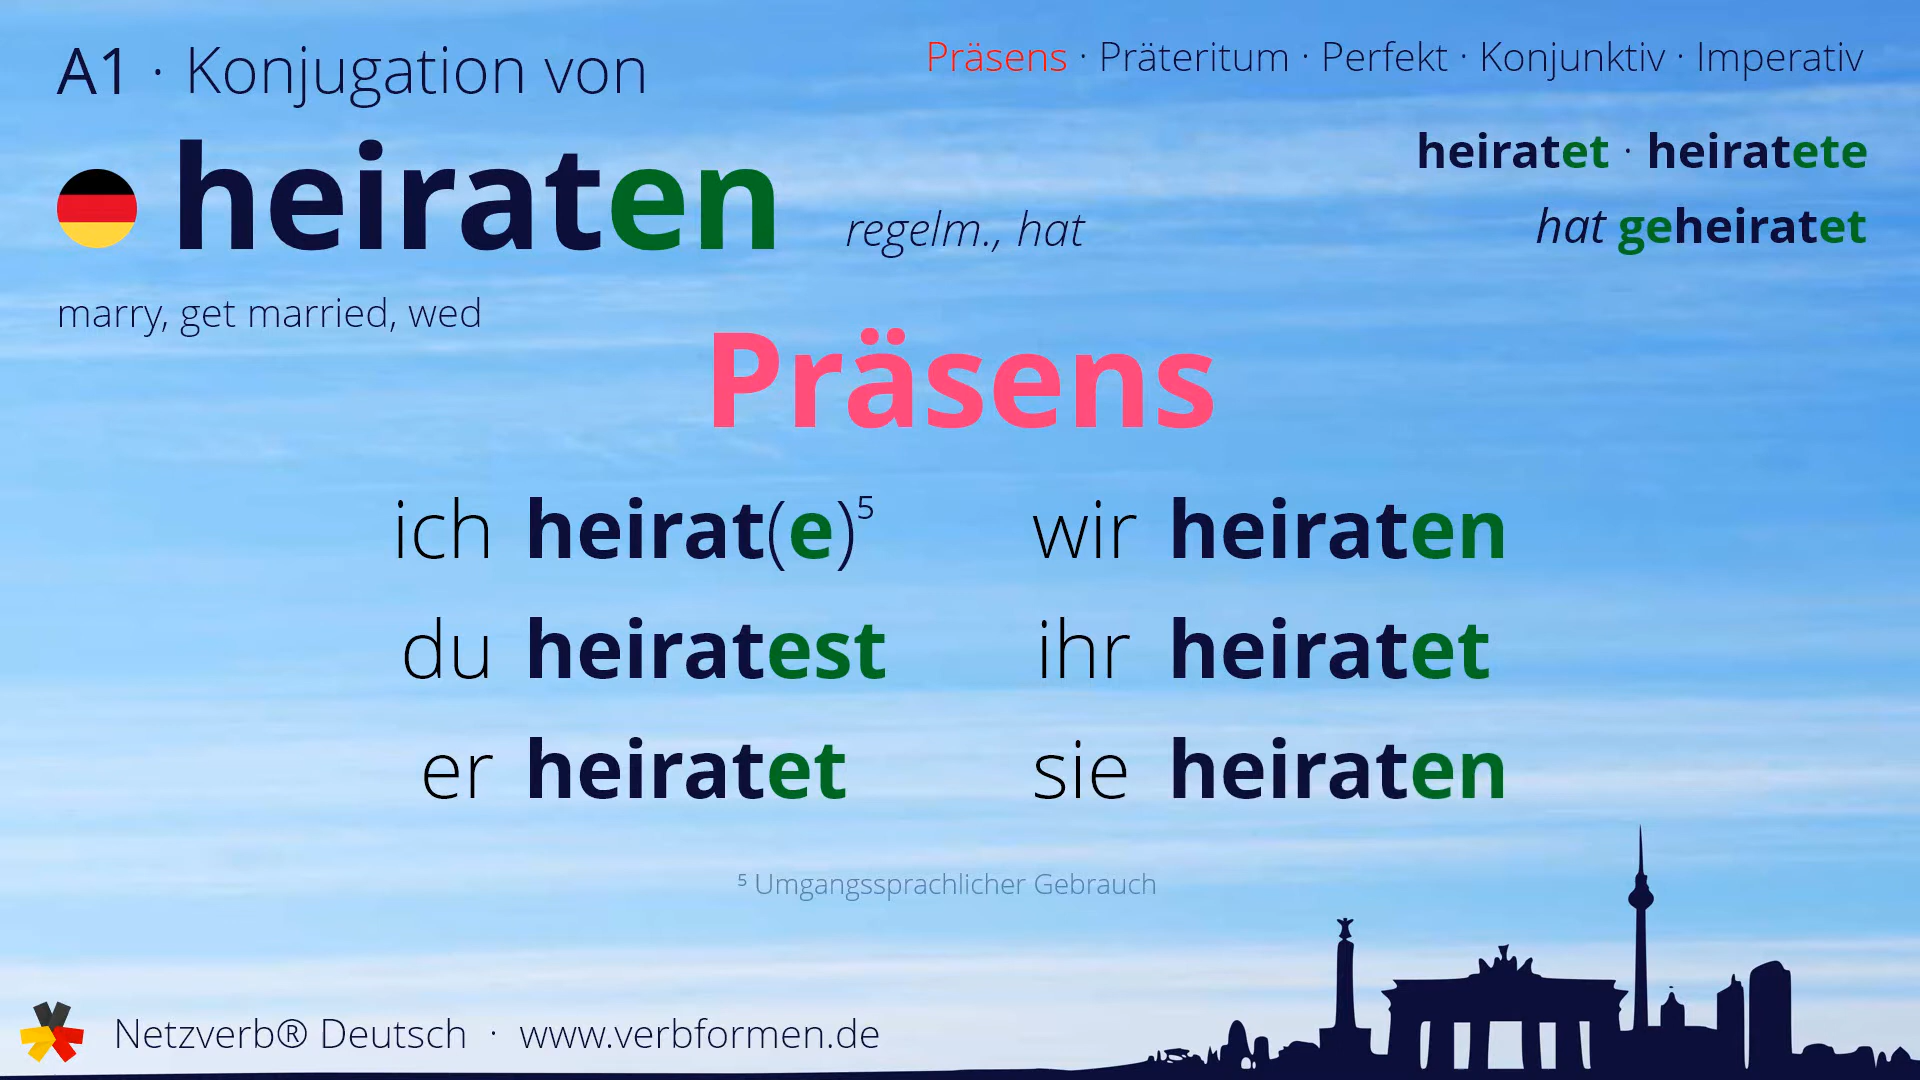 A1 · Konjugation von
Präsens · Präteritum · Perfekt · Konjunktiv · Imperativ
heiraten regelm., hat
heiratet · heiratete
hat geheiratet
marry, get married, wed
Präsens
ich heirat(e)⁵
du heiratest
er heiratet
wir heiraten
ihr heiratet
sie heiraten
⁵ Umgangssprachlicher Gebrauch
Netzverb® Deutsch · www.verbformen.de